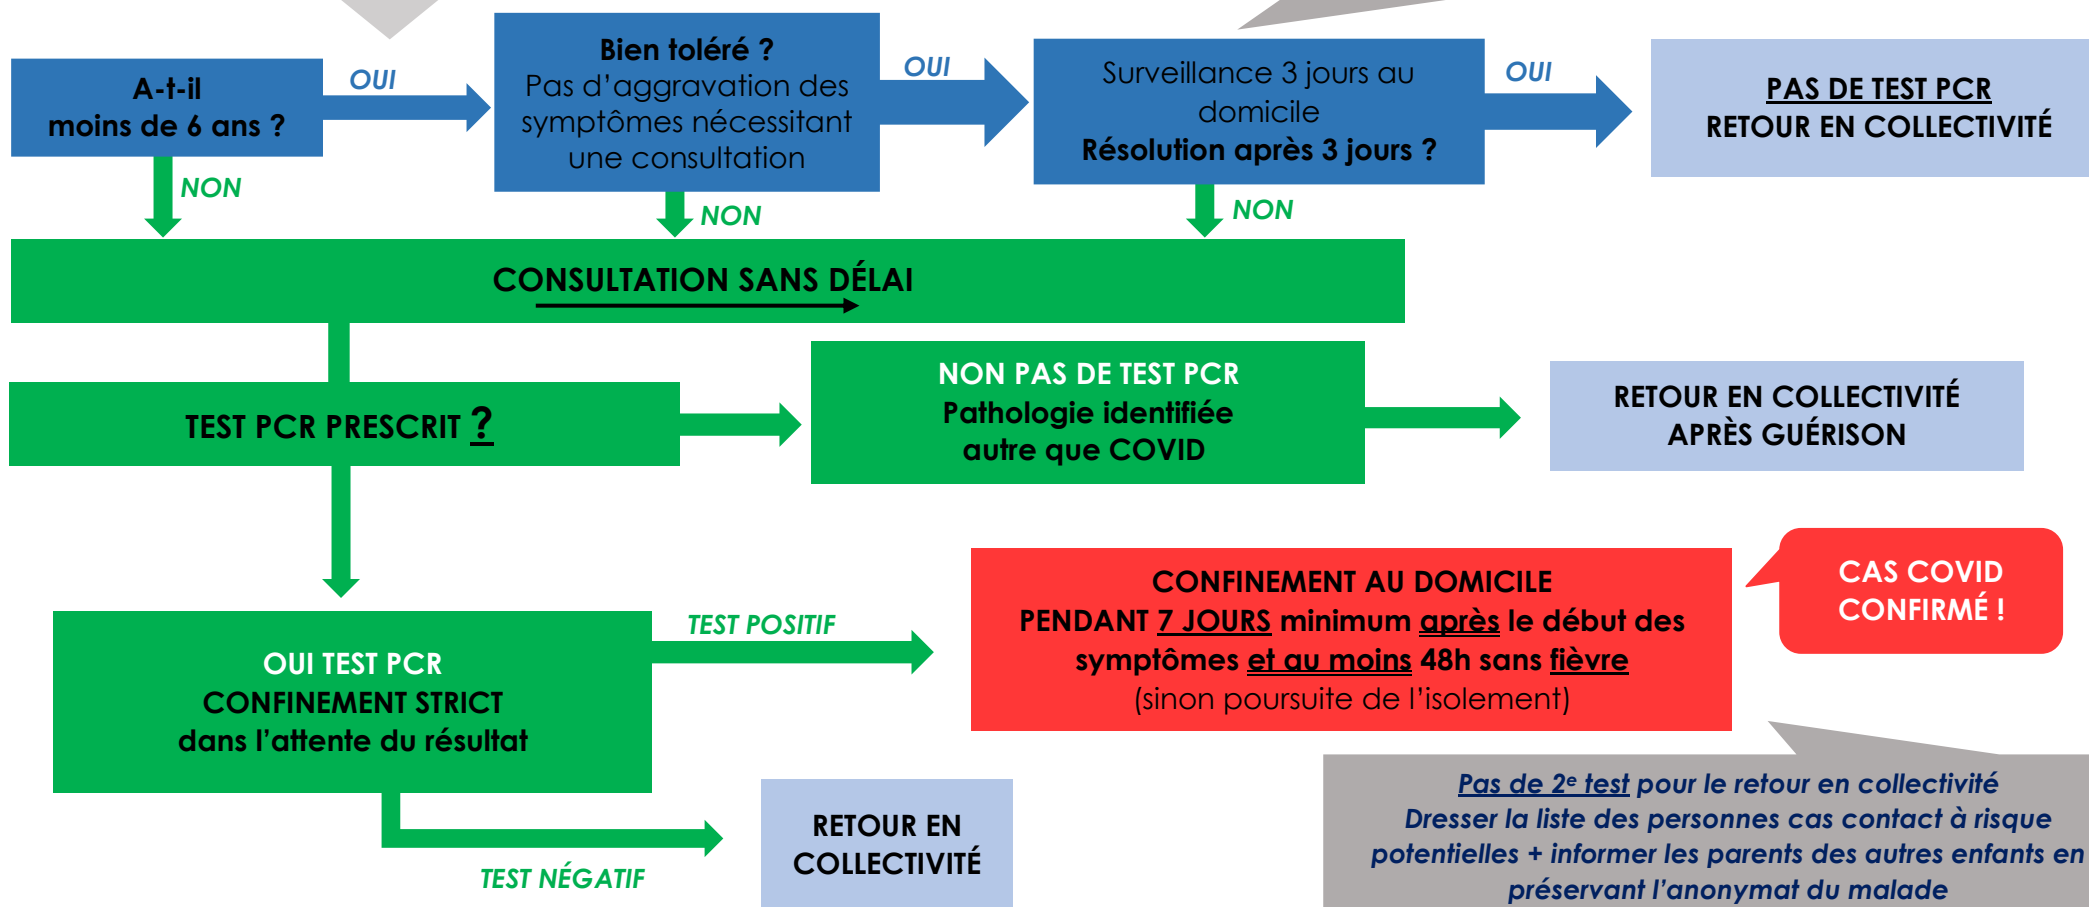 A-t-il
moins de 6 ans ?
OUI
Bien toléré ?
Pas d'aggravation des
symptômes nécessitant
une consultation
OUI
Surveillance 3 jours au
domicile
Résolution après 3 jours ?
OUI
PAS DE TEST PCR
RETOUR EN COLLECTIVITÉ
NON
NON
NON
CONSULTATION SANS DÉLAI
TEST PCR PRESCRIT ?
NON PAS DE TEST PCR
Pathologie identifiée
autre que COVID
RETOUR EN COLLECTIVITÉ
APRÈS GUÉRISON
OUI TEST PCR
CONFINEMENT STRICT
dans l'attente du résultat
TEST POSITIF
CONFINEMENT AU DOMICILE
PENDANT 7 JOURS minimum après le début des
symptômes et au moins 48h sans fièvre
(sinon poursuite de l'isolement)
CAS COVID
CONFIRMÉ !
TEST NÉGATIF
RETOUR EN
COLLECTIVITÉ
Pas de 2e test pour le retour en collectivité
Dresser la liste des personnes cas contact à risque
potentielles + informer les parents des autres enfants en
préservant l'anonymat du malade